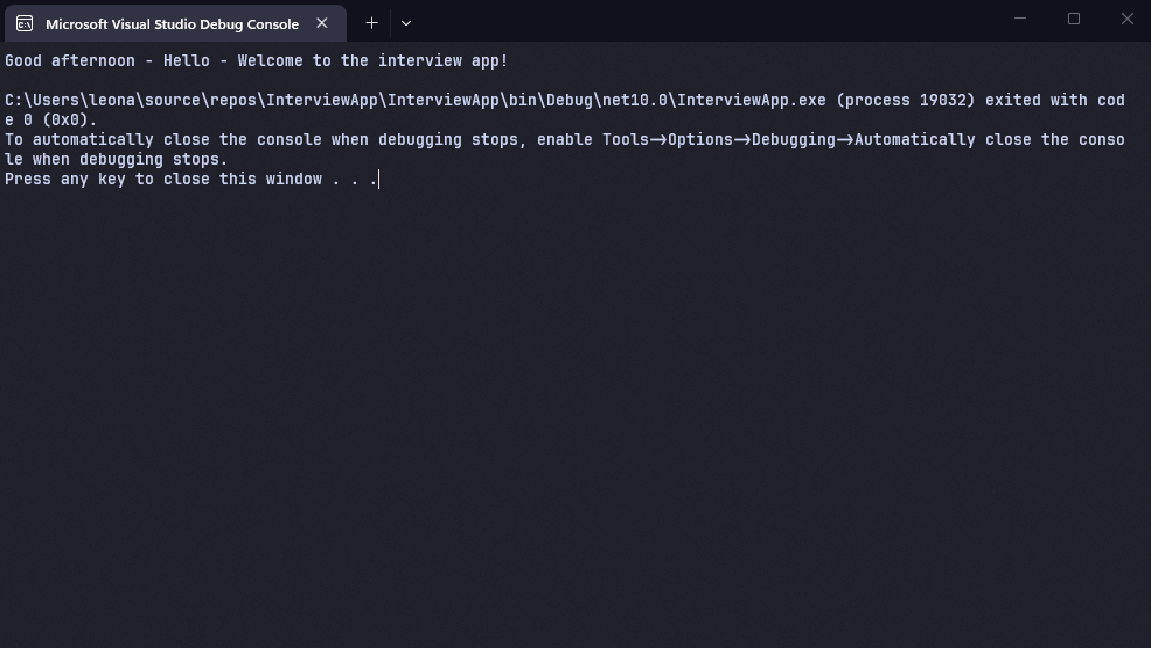 Microsoft Visual Studio Debug Console
Good afternoon - Hello - Welcome to the interview app!
C:\Users\leona\source\repos\InterviewApp\InterviewApp\bin\Debug\net10.0\InterviewApp.exe (process 19032) exited with cod
e 0 (0x0).
To automatically close the console when debugging stops, enable Tools->Options->Debugging->Automatically close the conso
le when debugging stops.
Press any key to close this window . . .